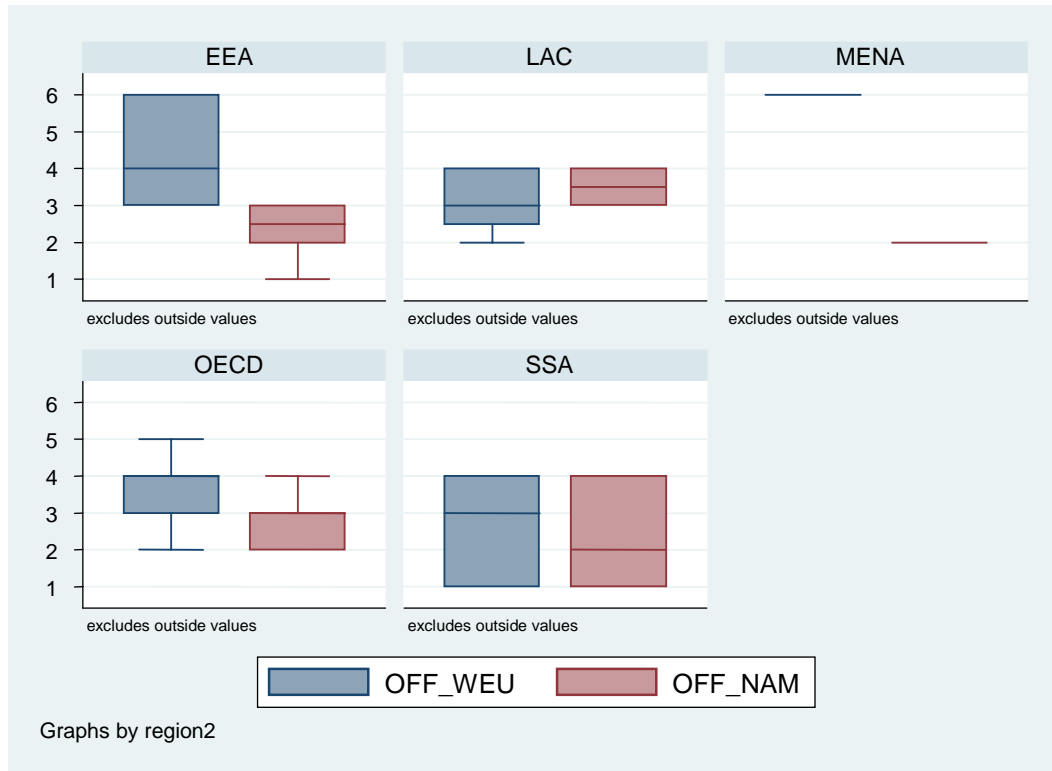 EEA
LAC
MENA
6
5
4
3
2
1
excludes outside values
excludes outside values
excludes outside values
OECD
SSA
6
5
4
3
2
1
excludes outside values
excludes outside values
OFF_WEU
OFF_NAM
Graphs by region2